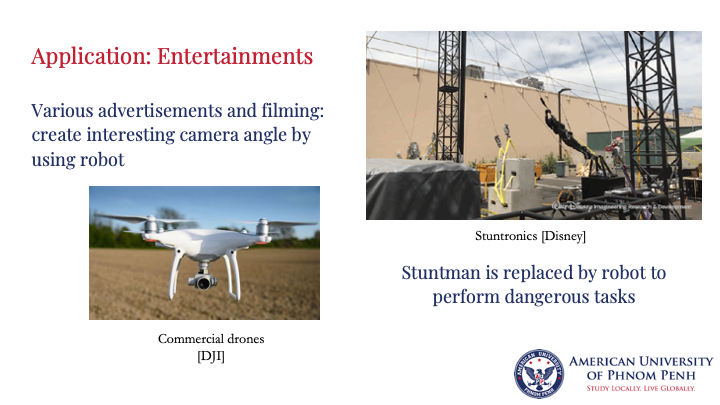 Application: Entertainments
Various advertisements and filming:
create interesting camera angle by
using robot
Commercial drones
[DJI]
Imagineering Research & Development
Stuntronics [Disney]
Stuntman is replaced by robot to
perform dangerous tasks
AMERICAN UNIVERSITY
OF PHNOM PENH
STUDY LOCALLY. LIVE GLOBALLY.
AMERICAN UNIVERSITY
PHNOM PENH